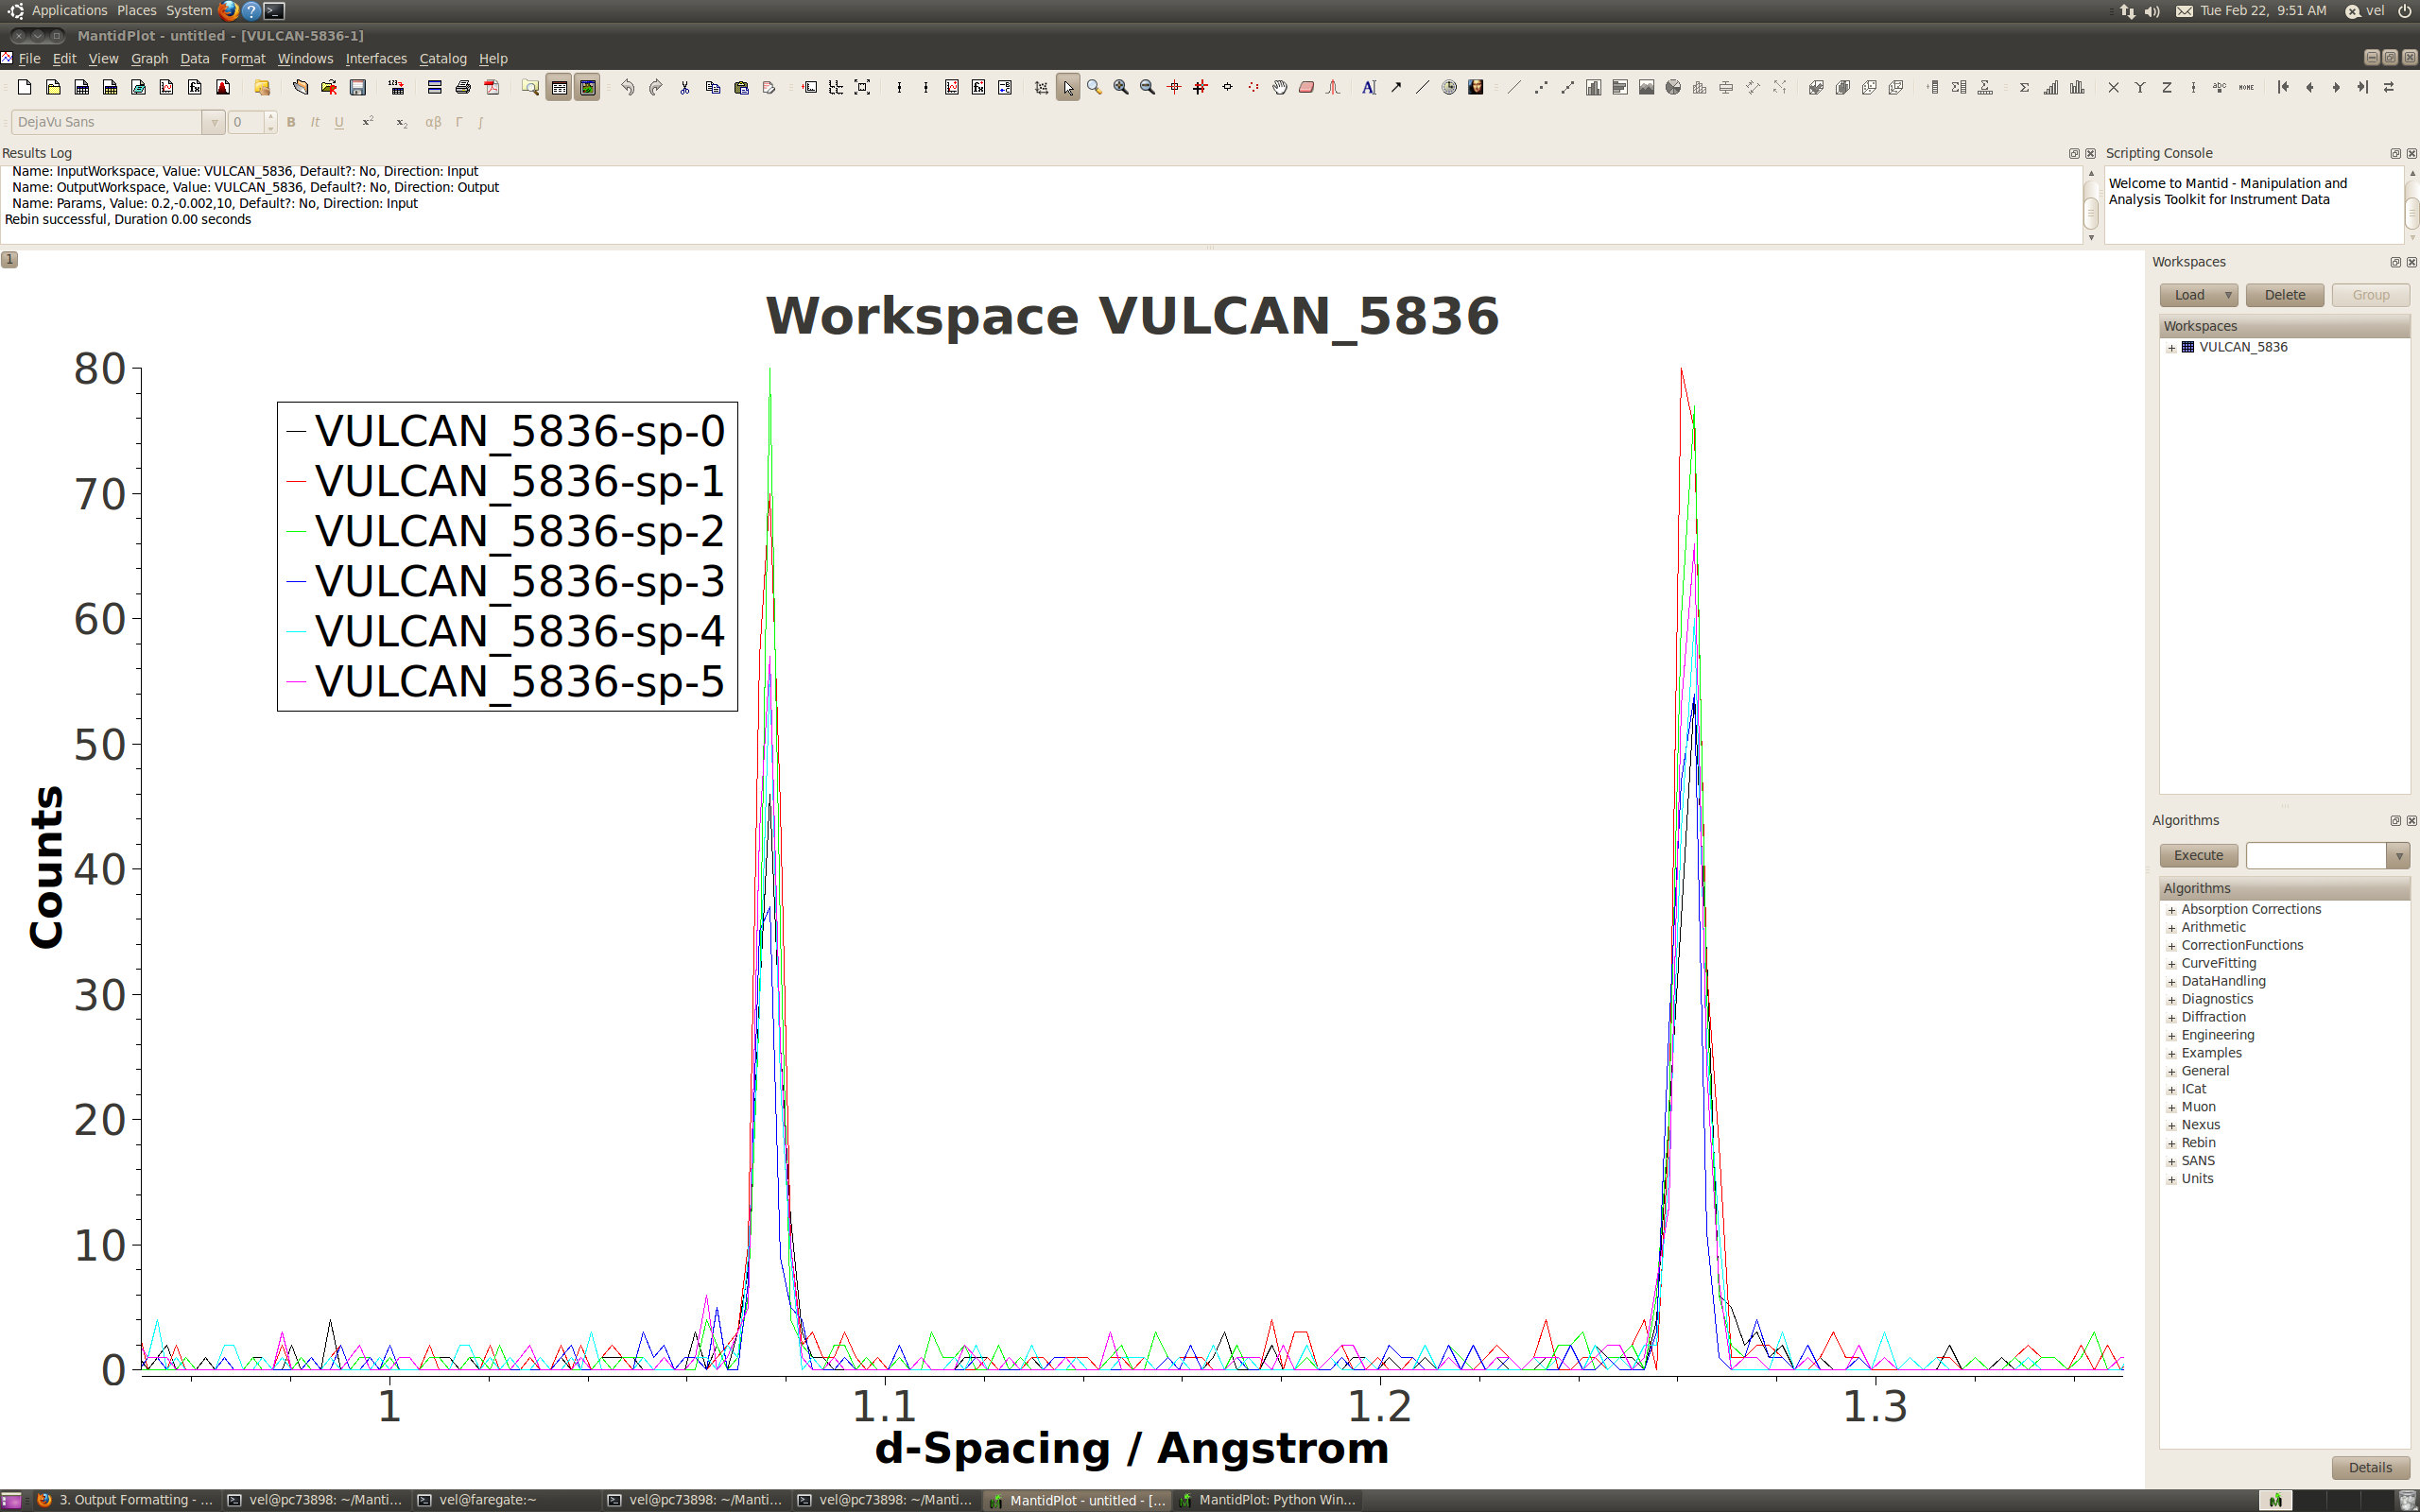 Applications Places System Tue Feb 22, 9:51 AM vel
MantidPlot - untitled - [VULCAN-5836-1]
File Edit View Graph Data Format Windows Interfaces Catalog Help
DejaVu Sans 0 B It U x² x₂ αβ Γ ∫
Results Log
Name: InputWorkspace, Value: VULCAN_5836, Default?: No, Direction: Input
Name: OutputWorkspace, Value: VULCAN_5836, Default?: No, Direction: Output
Name: Params, Value: 0.2,-0.002,10, Default?: No, Direction: Input
Rebin successful, Duration 0.00 seconds
Scripting Console
Welcome to Mantid - Manipulation and
Analysis Toolkit for Instrument Data
1
Workspace VULCAN_5836
VULCAN_5836-sp-0
VULCAN_5836-sp-1
VULCAN_5836-sp-2
VULCAN_5836-sp-3
VULCAN_5836-sp-4
VULCAN_5836-sp-5
80
70
60
50
40
30
20
10
0
Counts
1 1.1 1.2 1.3
d-Spacing / Angstrom
Workspaces
Load Delete Group
Workspaces
VULCAN_5836
Algorithms
Execute
Algorithms
Absorption Corrections
Arithmetic
CorrectionFunctions
CurveFitting
DataHandling
Diagnostics
Diffraction
Engineering
Examples
General
ICat
Muon
Nexus
Rebin
SANS
Units
Details
3. Output Formatting - ... vel@pc73898: ~/Manti... vel@faregate:~ vel@pc73898: ~/Manti... vel@pc73898: ~/Manti... MantidPlot - untitled - [... MantidPlot: Python Win...